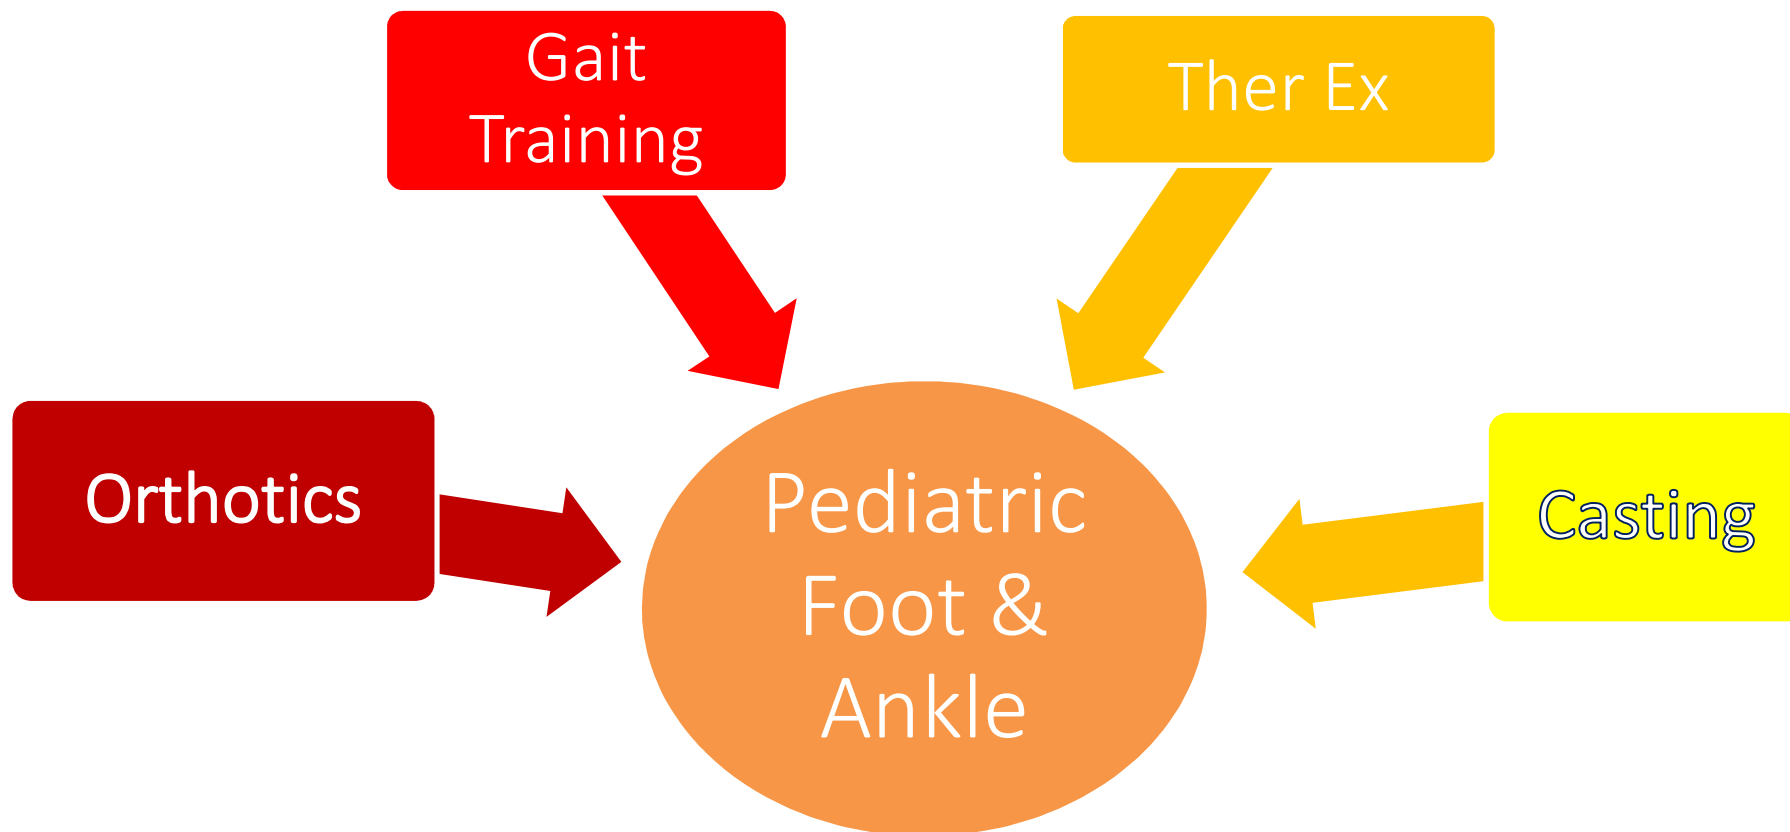 Gait
Training
Ther Ex
Orthotics
Casting
Pediatric
Foot &
Ankle